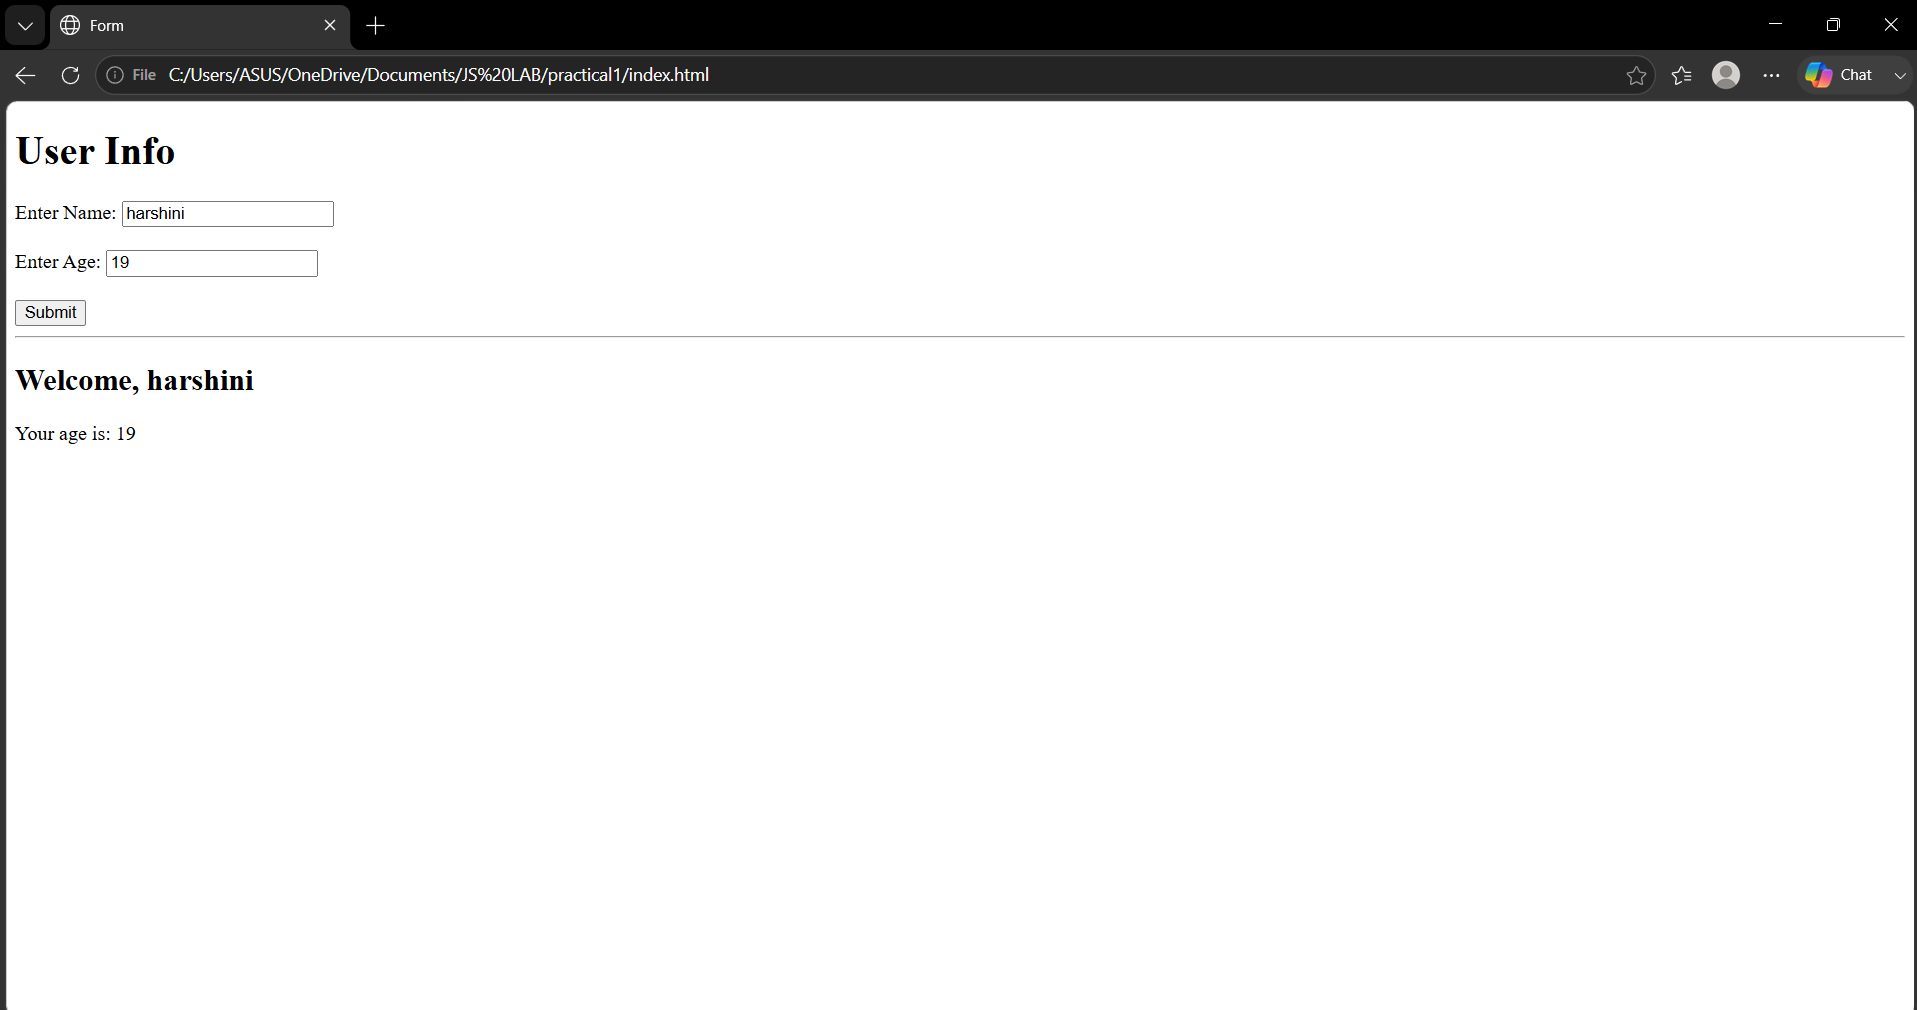 Form
File C:/Users/ASUS/OneDrive/Documents/JS%20LAB/practical1/index.html
Chat
User Info
Enter Name: harshini
Enter Age: 19
Submit
Welcome, harshini
Your age is: 19